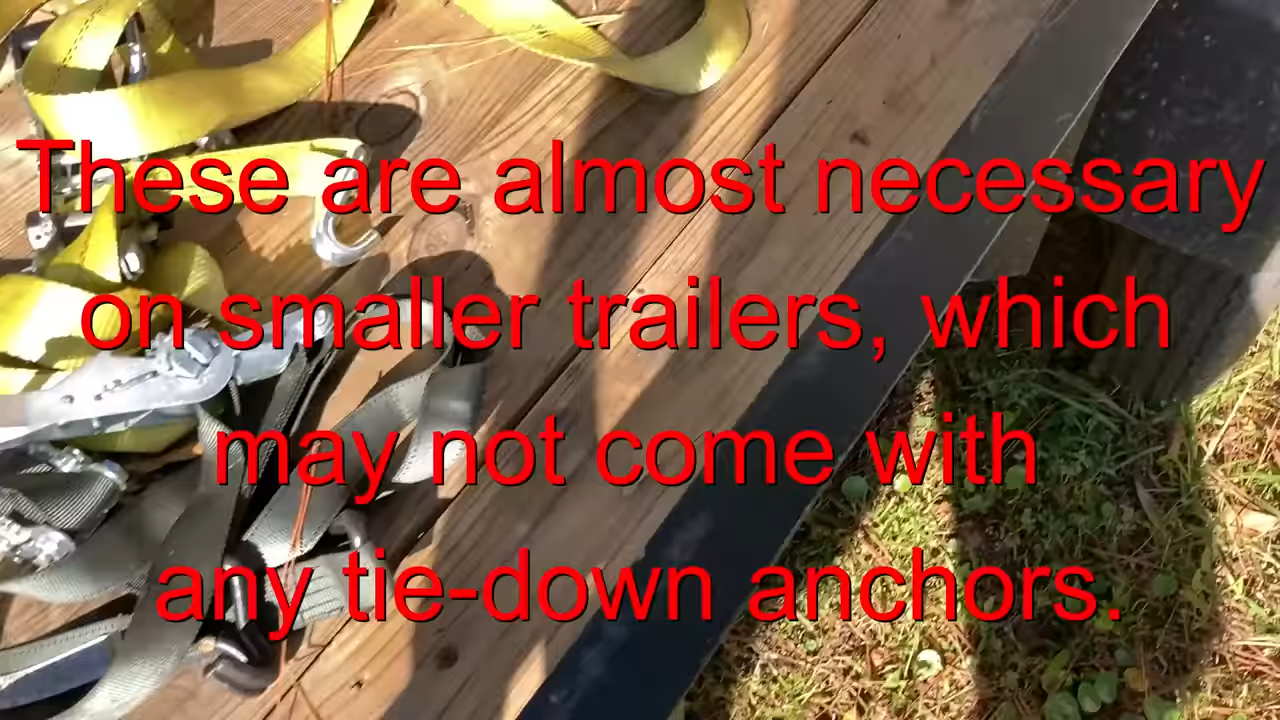 These are almost necessary
on smaller trailers, which
may not come with
any tie-down anchors.